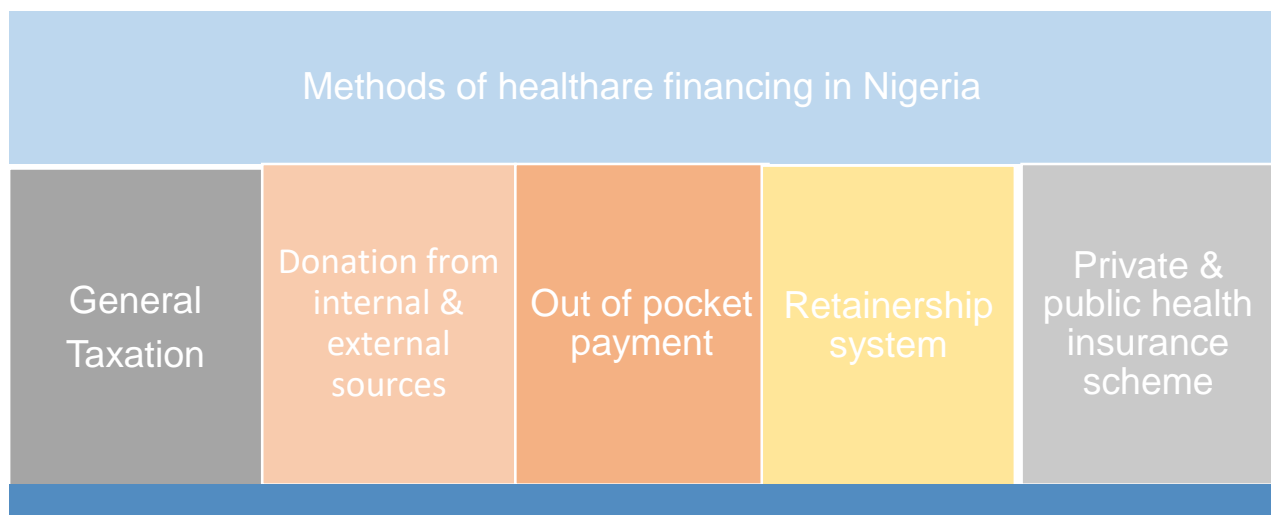 Methods of healthare financing in Nigeria
General
Taxation
Donation from
internal &
external
sources
Out of pocket
payment
Retainership
system
Private &
public health
insurance
scheme